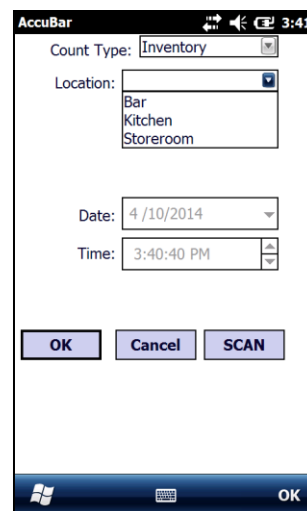 AccuBar 3:41
Count Type: Inventory
Location:
Bar
Kitchen
Storeroom
Date: 4 /10/2014
Time: 3:40:40 PM
OK Cancel SCAN
OK